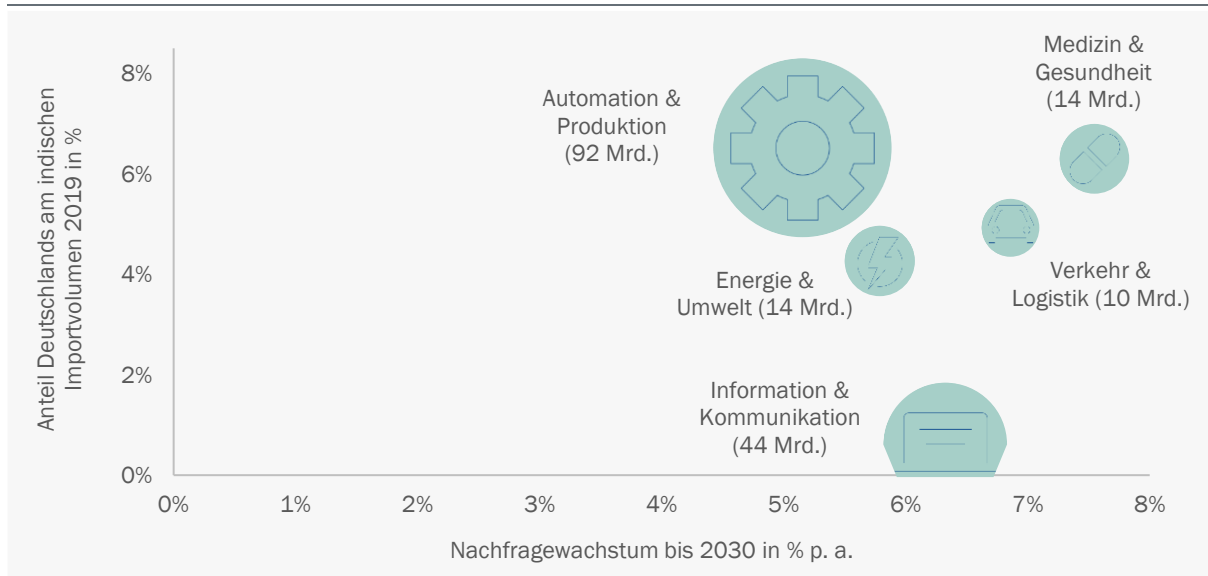 Anteil Deutschlands am indischen
Importvolumen 2019 in %
8%
6%
4%
2%
0%
Automation &
Produktion
(92 Mrd.)
Medizin &
Gesundheit
(14 Mrd.)
Energie &
Umwelt (14 Mrd.)
Verkehr &
Logistik (10 Mrd.)
Information &
Kommunikation
(44 Mrd.)
0%
1%
2%
3%
4%
5%
6%
7%
8%
Nachfragewachstum bis 2030 in % p. a.